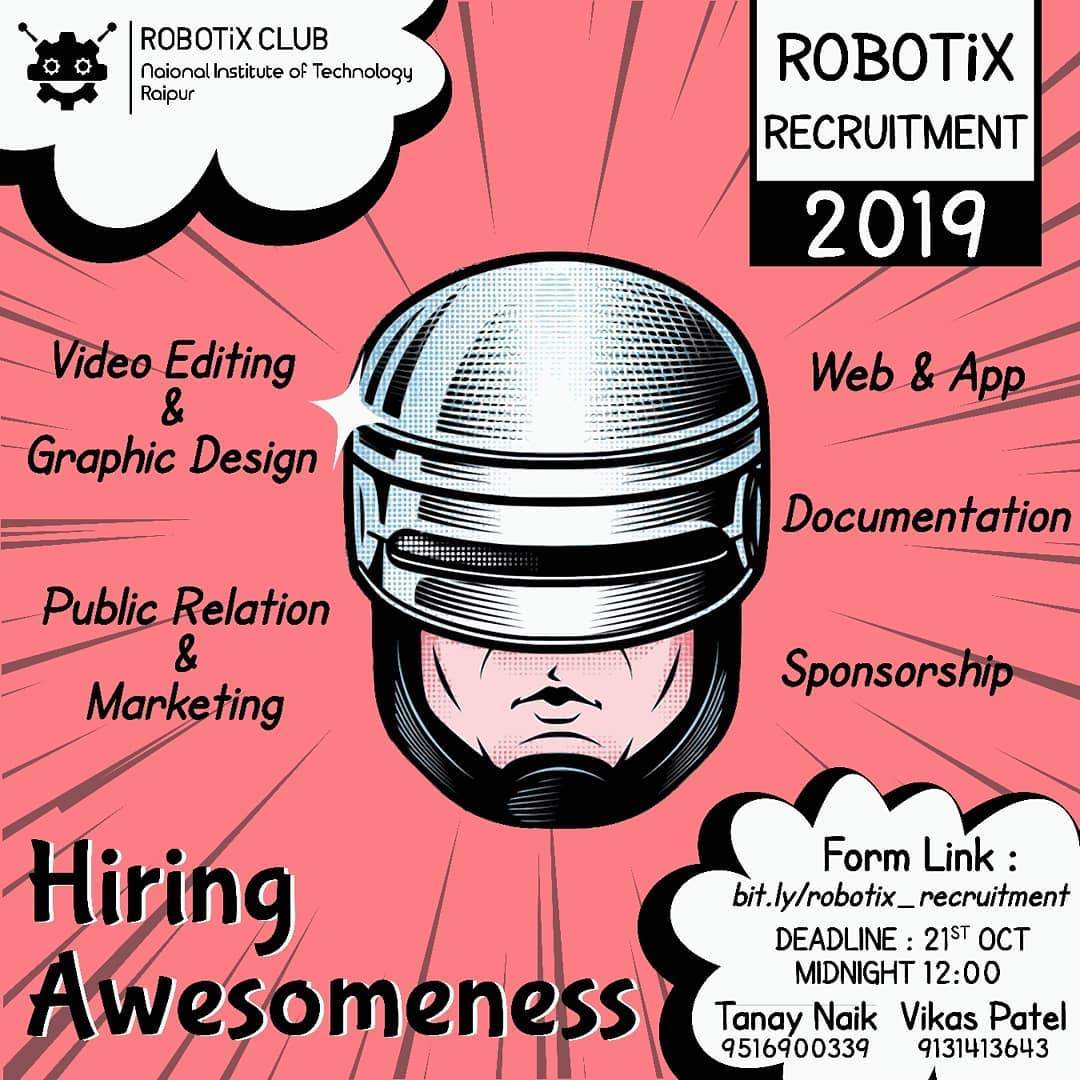 ROBOTiX CLUB
Naional Institute of Technology
Raipur
ROBOTiX
RECRUITMENT
2019
Video Editing
&
Graphic Design
Public Relation
&
Marketing
Web & App
Documentation
Sponsorship
Hiring
Awesomeness
Form Link :
bit.ly/robotix_recruitment
DEADLINE : 21ST OCT
MIDNIGHT 12:00
Tanay Naik Vikas Patel
9516900339 9131413643